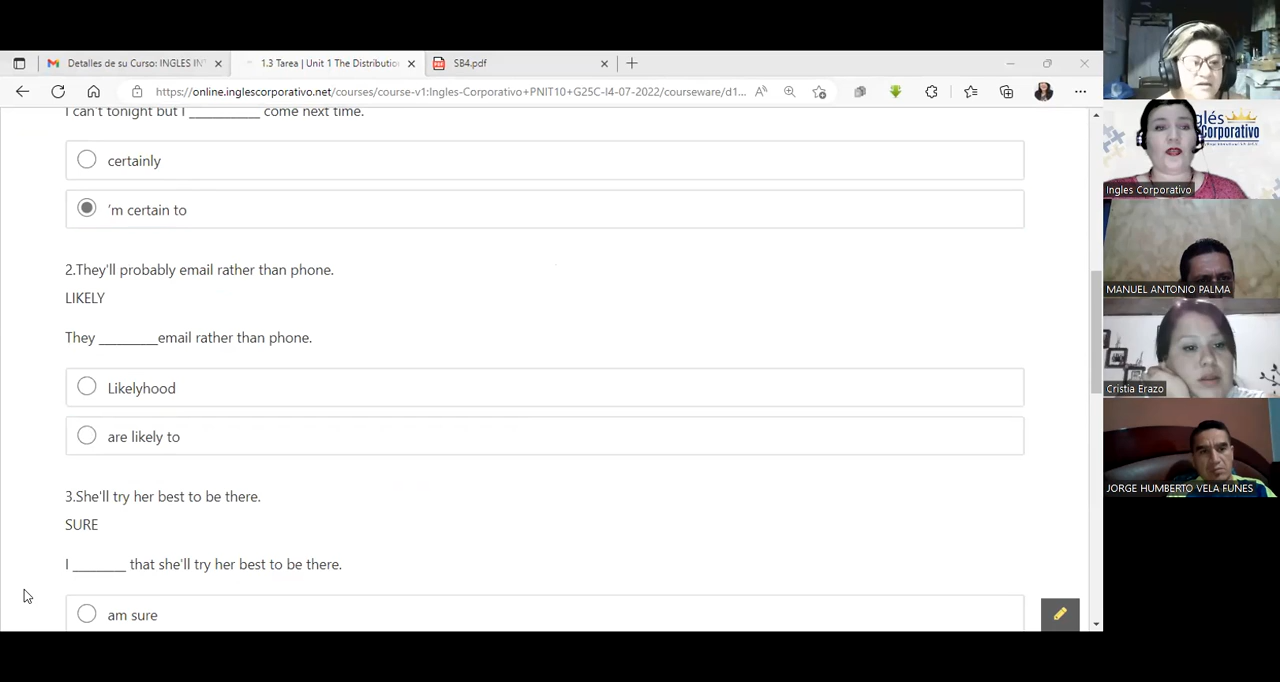 Detalles de su Curso: INGLES IN
1.3 Tarea | Unit 1 The Distributio
SB4.pdf
https://online.inglescorporativo.net/courses/course-v1:Ingles-Corporativo+PNIT10+G25C-I4-07-2022/courseware/d1...
I can't tonight but I __________ come next time.
certainly
'm certain to
2.They'll probably email rather than phone.
LIKELY
They ________email rather than phone.
Likelyhood
are likely to
3.She'll try her best to be there.
SURE
I _______ that she'll try her best to be there.
am sure
glés
Corporativo
Ingles Corporativo
MANUEL ANTONIO PALMA
Cristia Erazo
JORGE HUMBERTO VELA FUNES